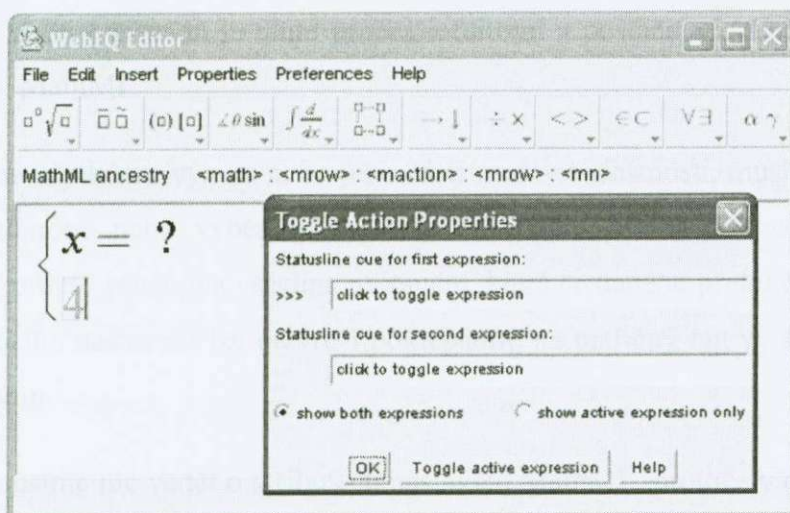 WebEQ Editor
File Edit Insert Properties Preferences Help
▫° √▫ (▫) [▫] ∠θ sin ∫ d/dx → ↓ ÷ × < > ∈ ⊂ ∀∃ α γ
MathML ancestry <math> : <mrow> : <maction> : <mrow> : <mn>
x = ?
4
Toggle Action Properties
Statusline cue for first expression:
>>> click to toggle expression
Statusline cue for second expression:
click to toggle expression
show both expressions show active expression only
OK Toggle active expression Help